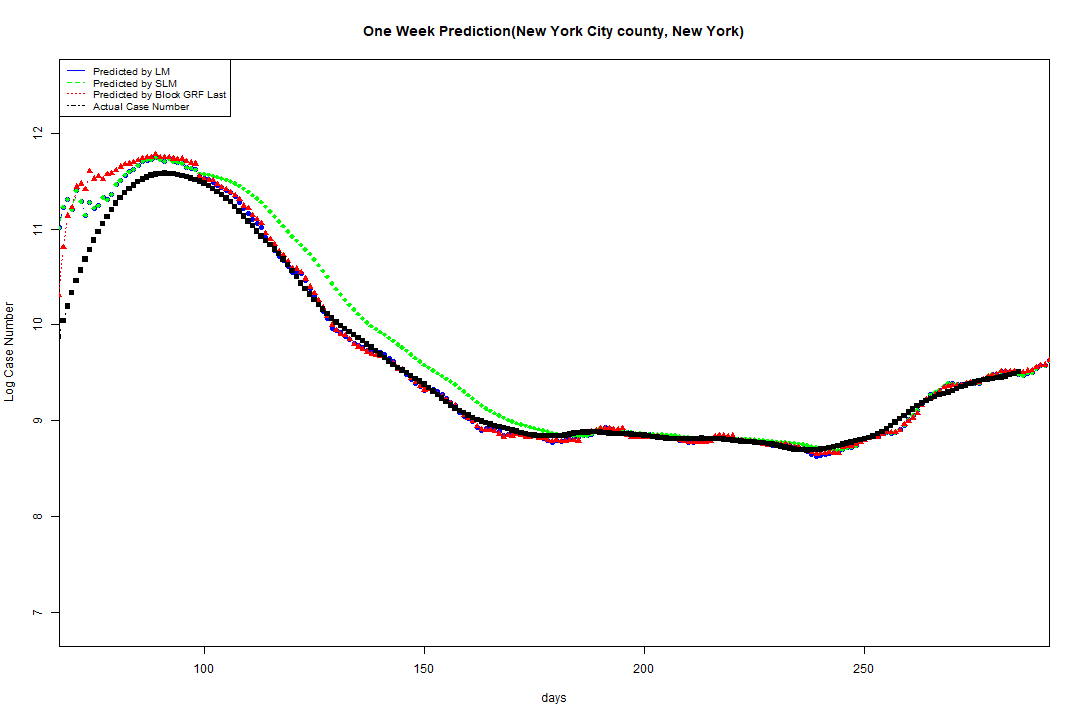 One Week Prediction(New York City county, New York)
Predicted by LM
Predicted by SLM
Predicted by Block GRF Last
Actual Case Number
12
11
10
9
8
7
Log Case Number
100 150 200 250
days